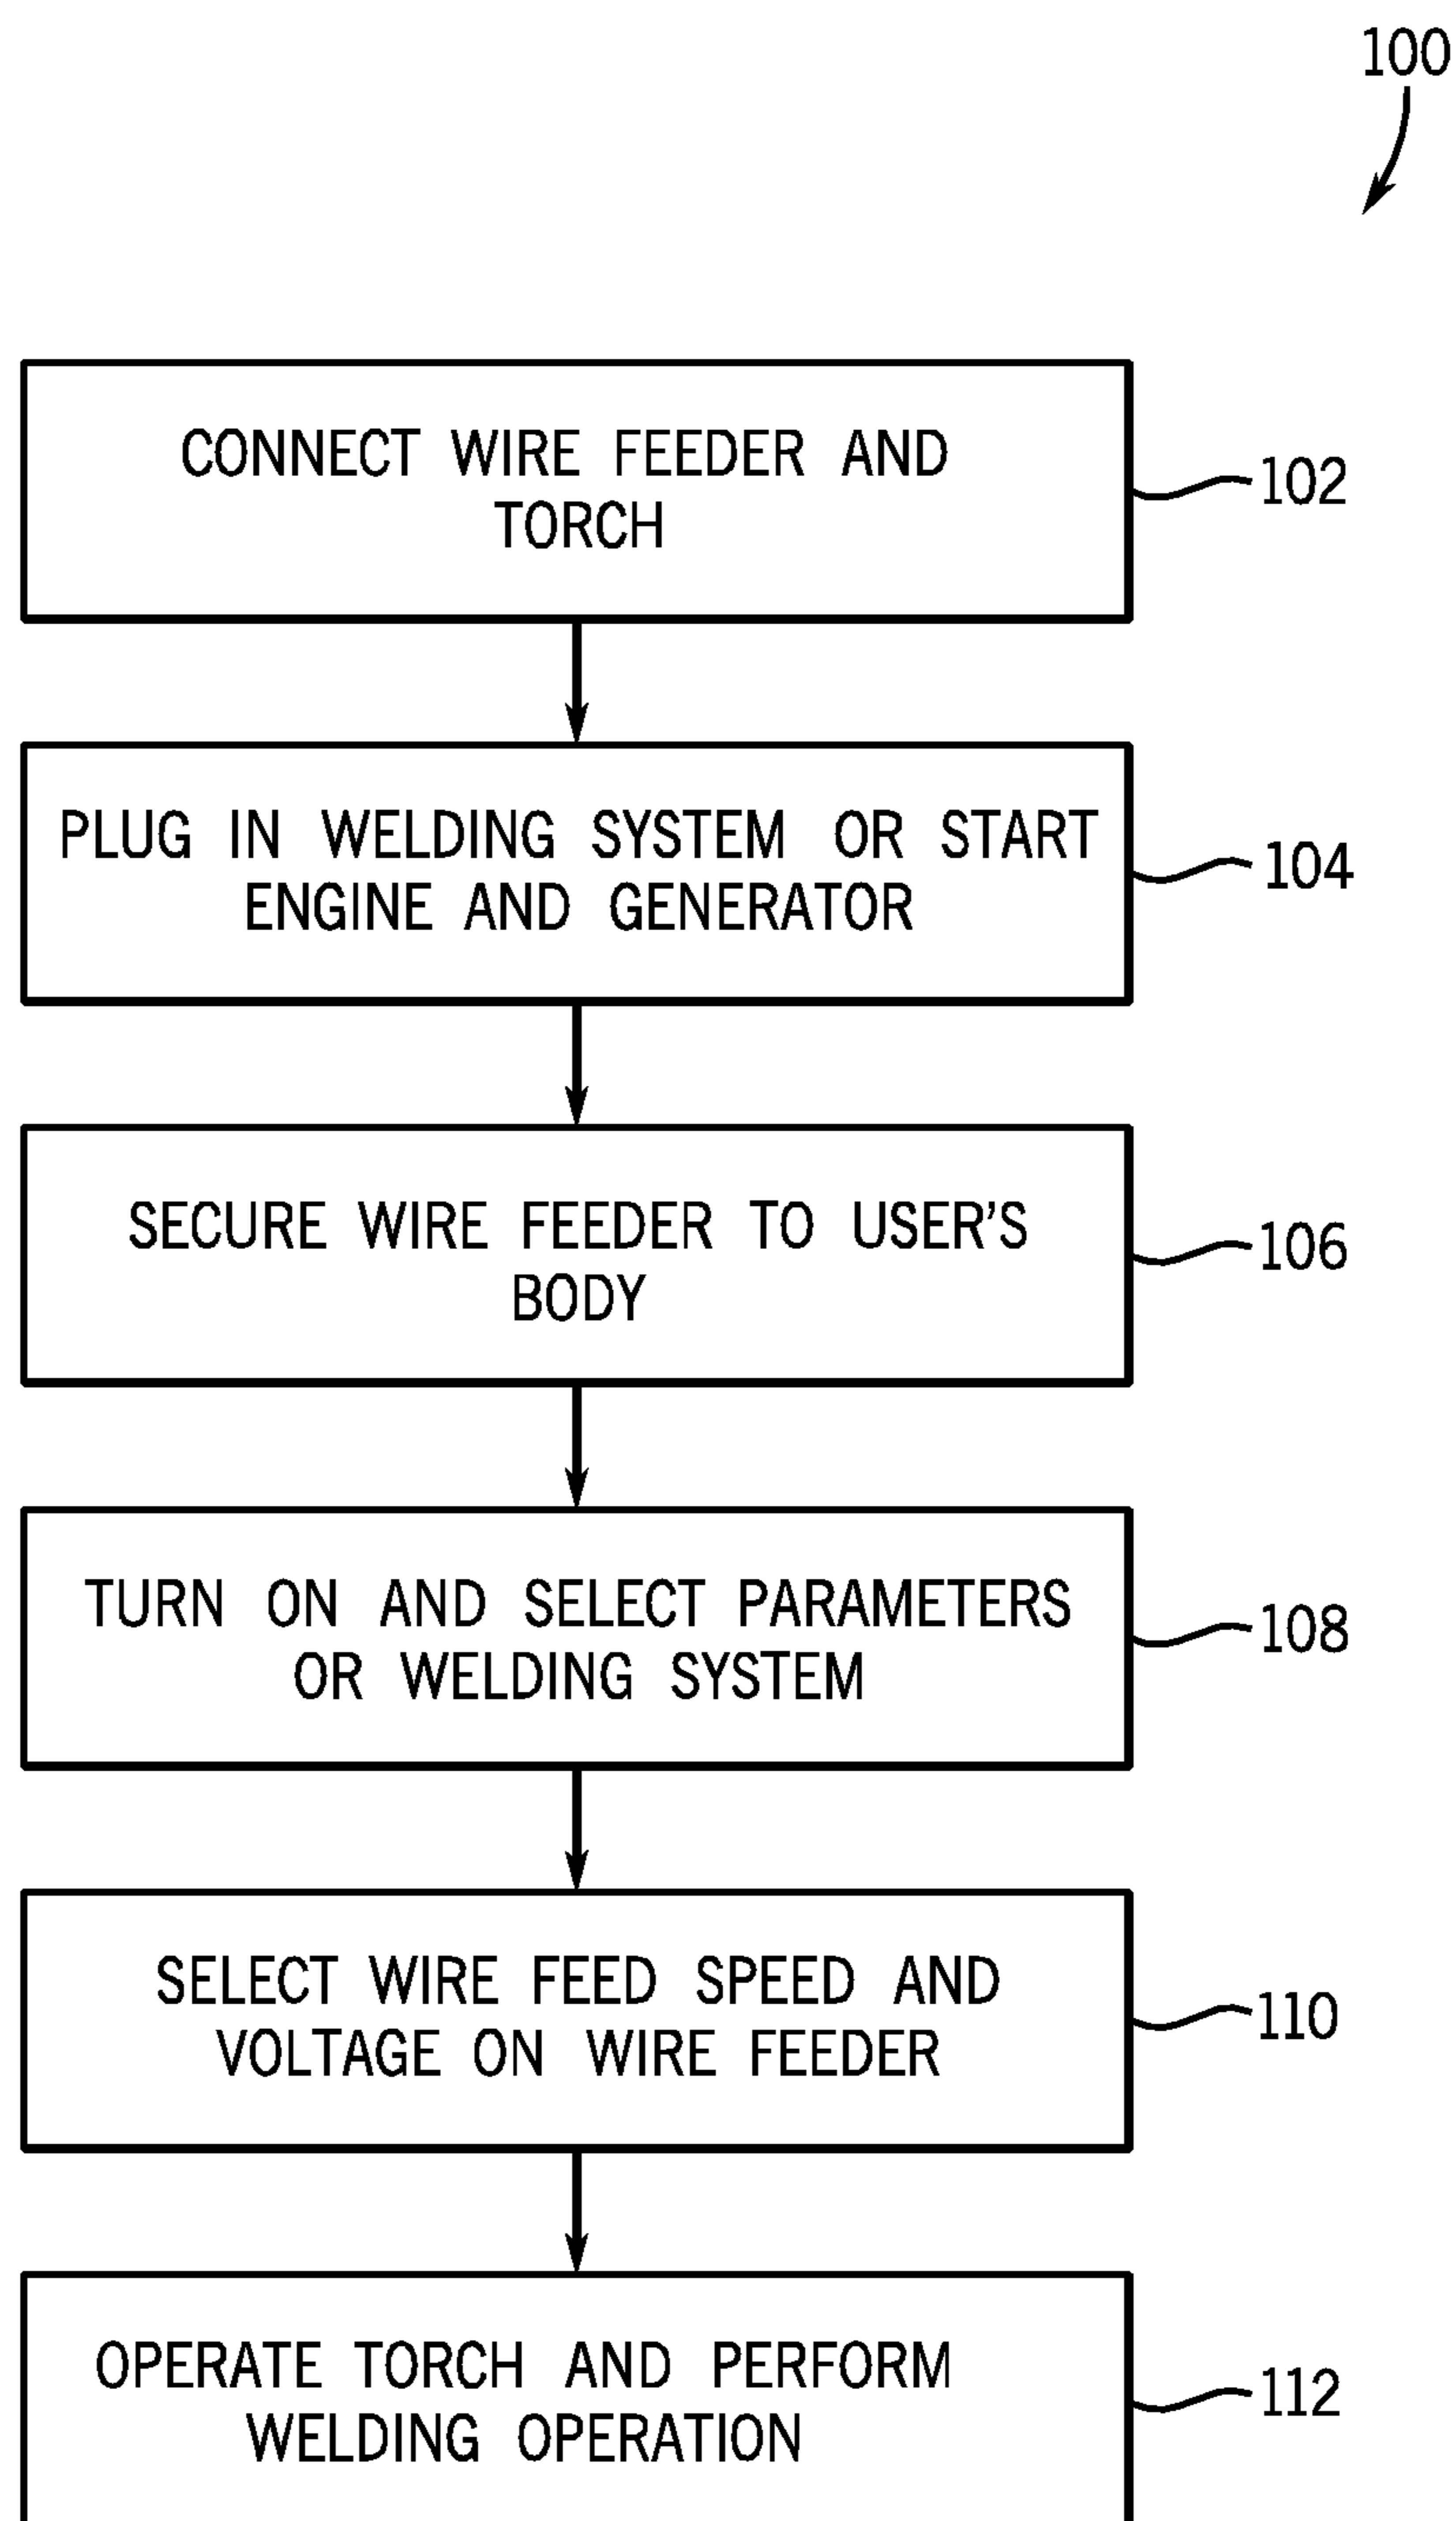 100
CONNECT WIRE FEEDER AND
TORCH
102
PLUG IN WELDING SYSTEM OR START
ENGINE AND GENERATOR
104
SECURE WIRE FEEDER TO USER'S
BODY
106
TURN ON AND SELECT PARAMETERS
OR WELDING SYSTEM
108
SELECT WIRE FEED SPEED AND
VOLTAGE ON WIRE FEEDER
110
OPERATE TORCH AND PERFORM
WELDING OPERATION
112